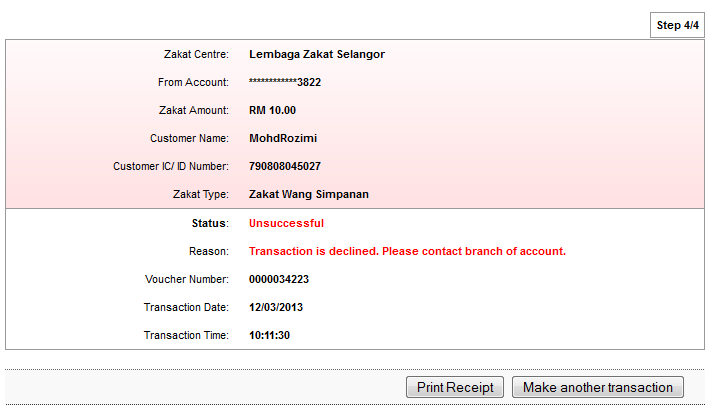 Step 4/4
Zakat Centre: Lembaga Zakat Selangor
From Account: ************3822
Zakat Amount: RM 10.00
Customer Name: MohdRozimi
Customer IC/ ID Number: 790808045027
Zakat Type: Zakat Wang Simpanan
Status: Unsuccessful
Reason: Transaction is declined. Please contact branch of account.
Voucher Number: 0000034223
Transaction Date: 12/03/2013
Transaction Time: 10:11:30
Print Receipt Make another transaction